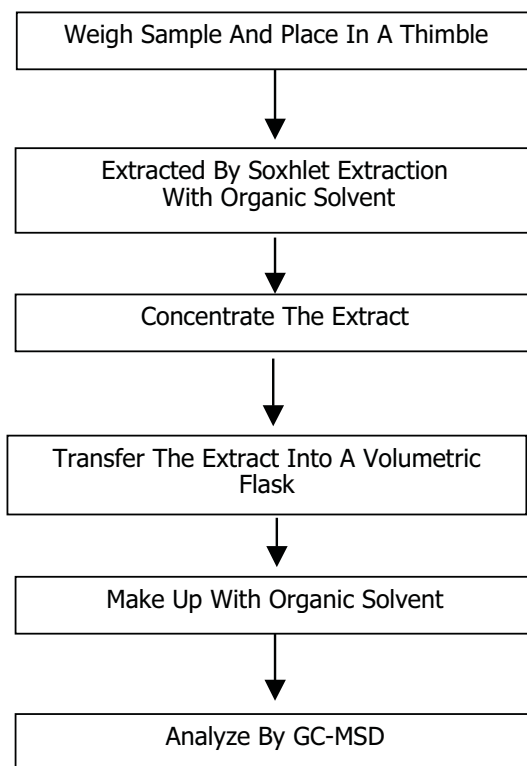 Weigh Sample And Place In A Thimble
Extracted By Soxhlet Extraction
With Organic Solvent
Concentrate The Extract
Transfer The Extract Into A Volumetric
Flask
Make Up With Organic Solvent
Analyze By GC-MSD